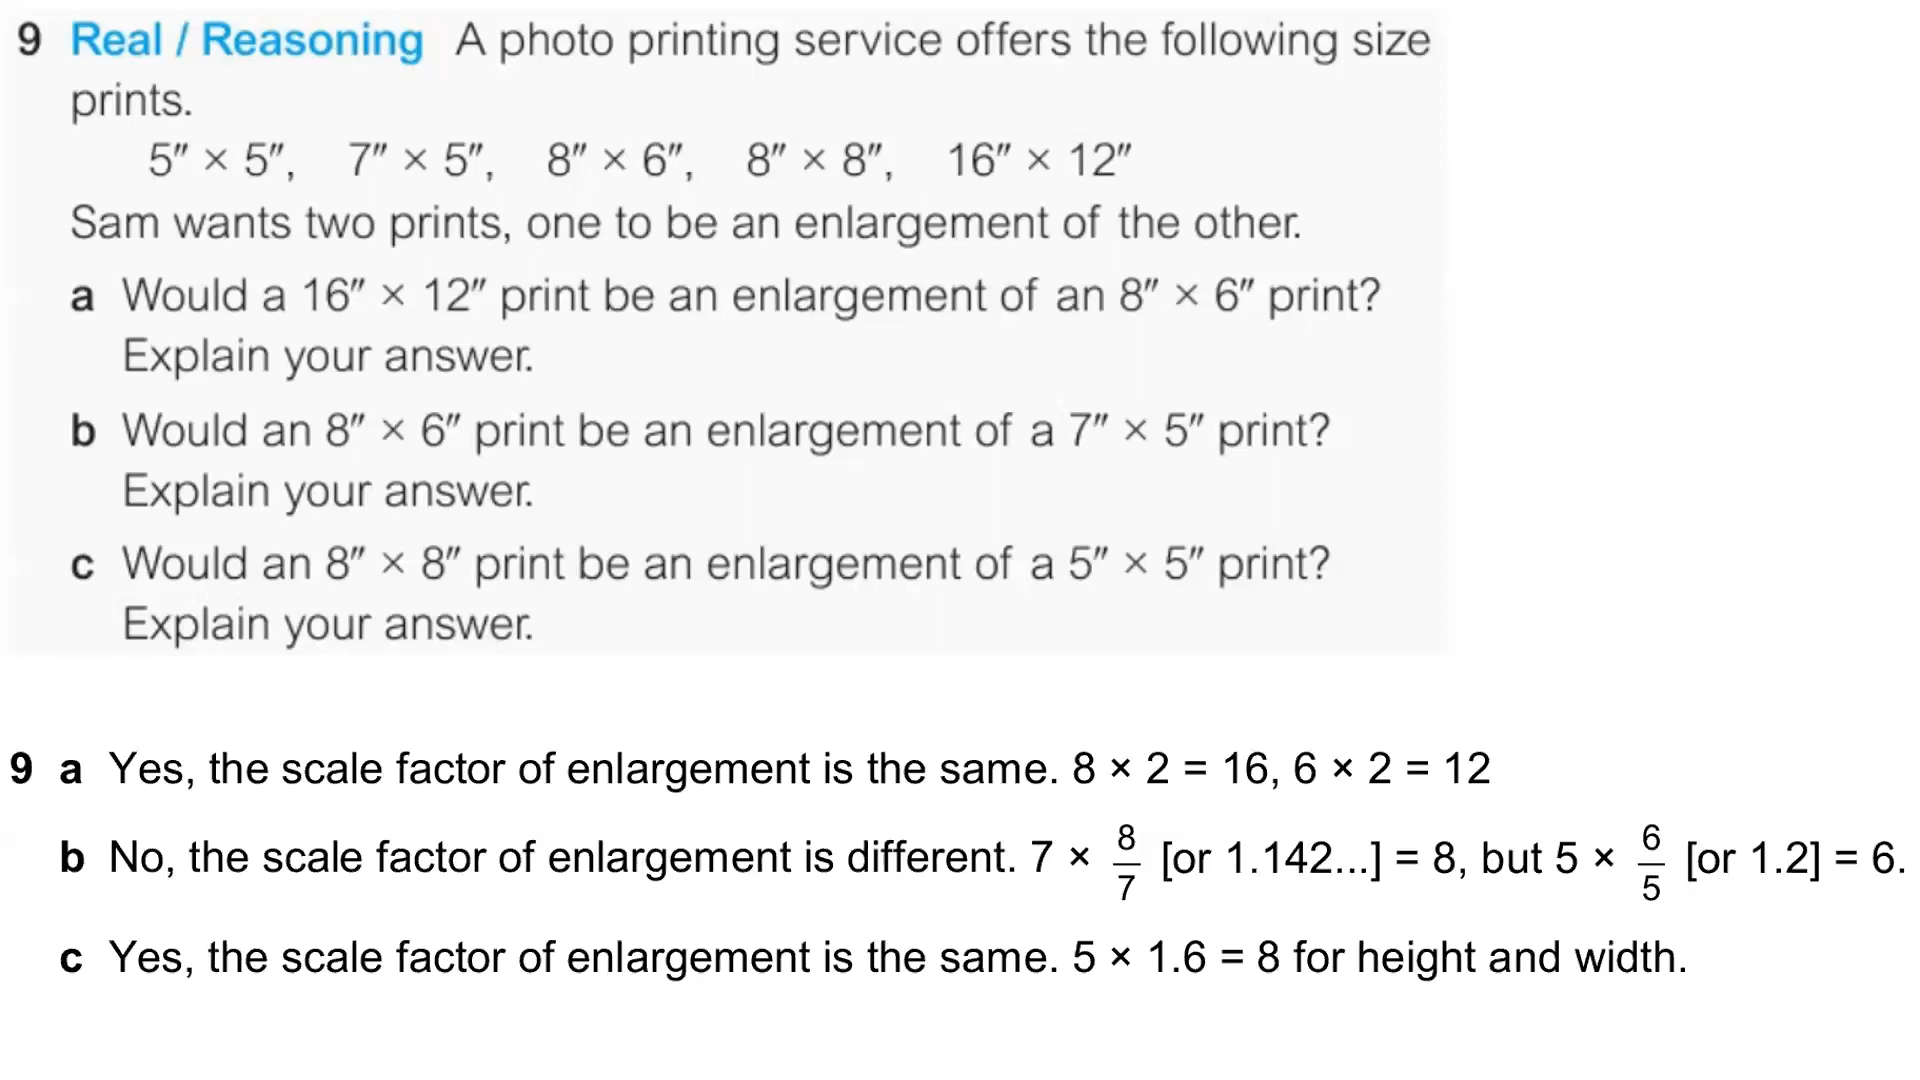 9 Real / Reasoning A photo printing service offers the following size
prints.
5″ × 5″, 7″ × 5″, 8″ × 6″, 8″ × 8″, 16″ × 12″
Sam wants two prints, one to be an enlargement of the other.
a Would a 16″ × 12″ print be an enlargement of an 8″ × 6″ print?
Explain your answer.
b Would an 8″ × 6″ print be an enlargement of a 7″ × 5″ print?
Explain your answer.
c Would an 8″ × 8″ print be an enlargement of a 5″ × 5″ print?
Explain your answer.
9 a Yes, the scale factor of enlargement is the same. 8 × 2 = 16, 6 × 2 = 12
b No, the scale factor of enlargement is different. 7 × 8/7 [or 1.142...] = 8, but 5 × 6/5 [or 1.2] = 6.
c Yes, the scale factor of enlargement is the same. 5 × 1.6 = 8 for height and width.